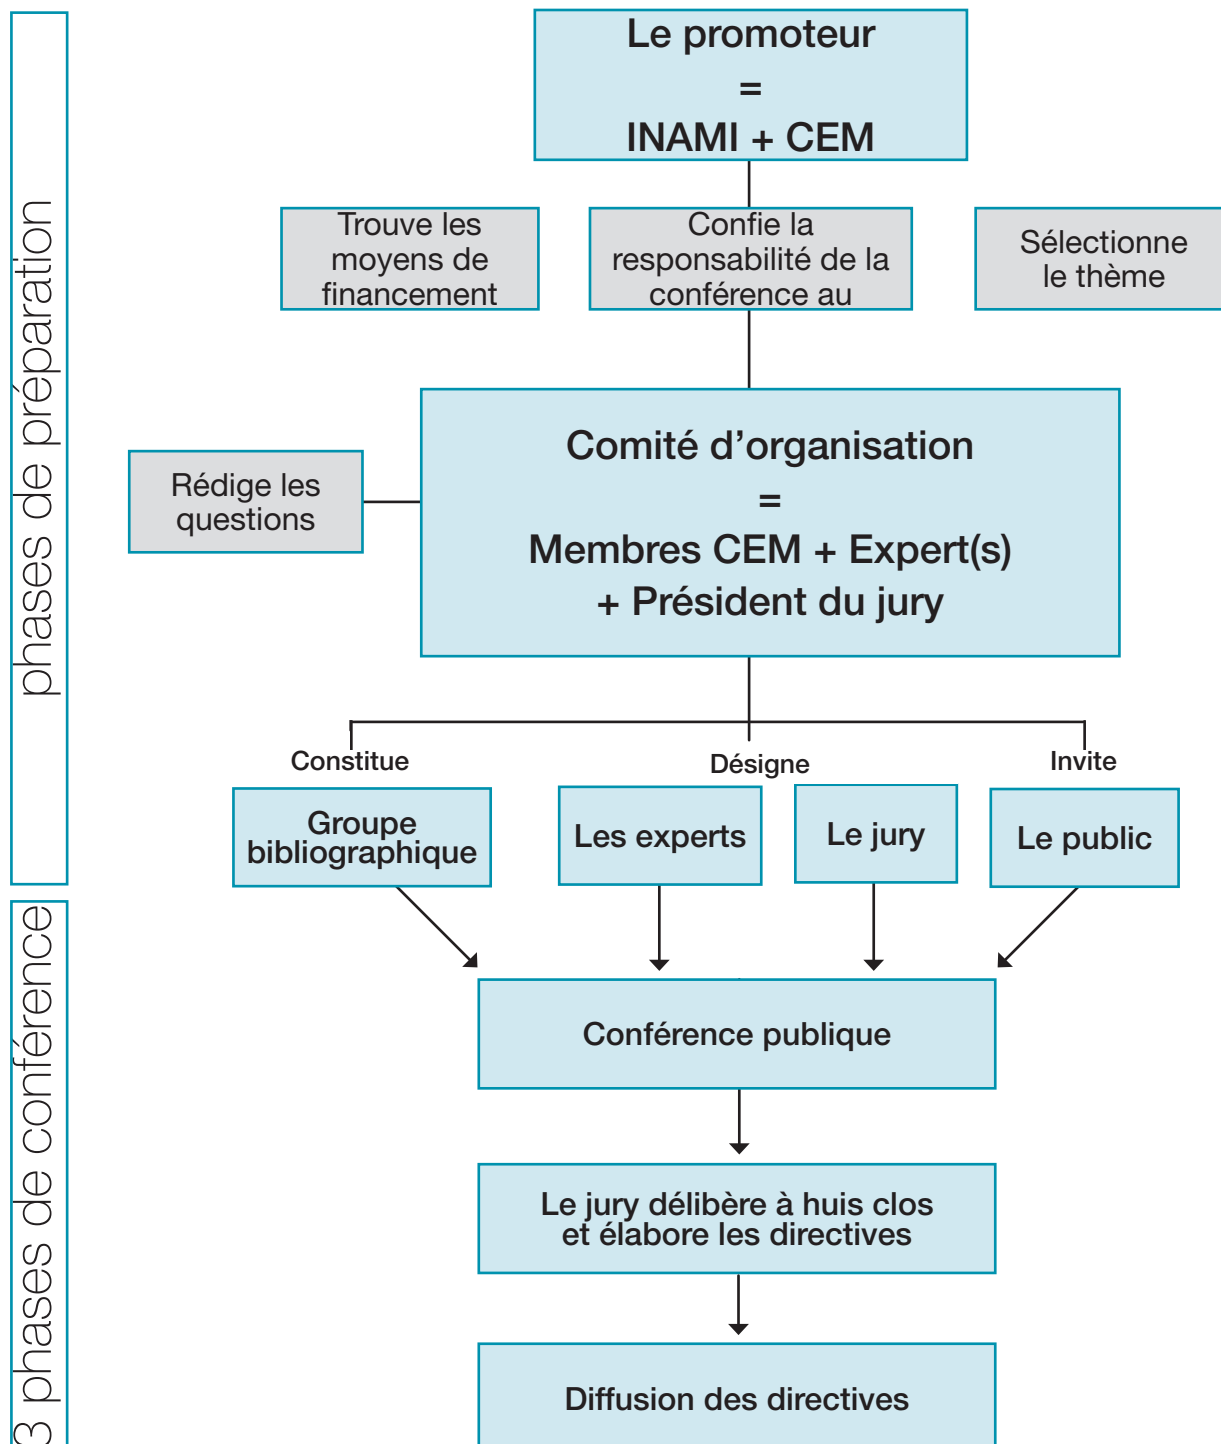 phases de préparation
Le promoteur
=
INAMI + CEM
Trouve les
moyens de
financement
Confie la
responsabilité de la
conférence au
Sélectionne
le thème
Rédige les
questions
Comité d’organisation
=
Membres CEM + Expert(s)
+ Président du jury
Constitue
Désigne
Invite
Groupe
bibliographique
Les experts
Le jury
Le public
3 phases de conférence
Conférence publique
Le jury délibère à huis clos
et élabore les directives
Diffusion des directives